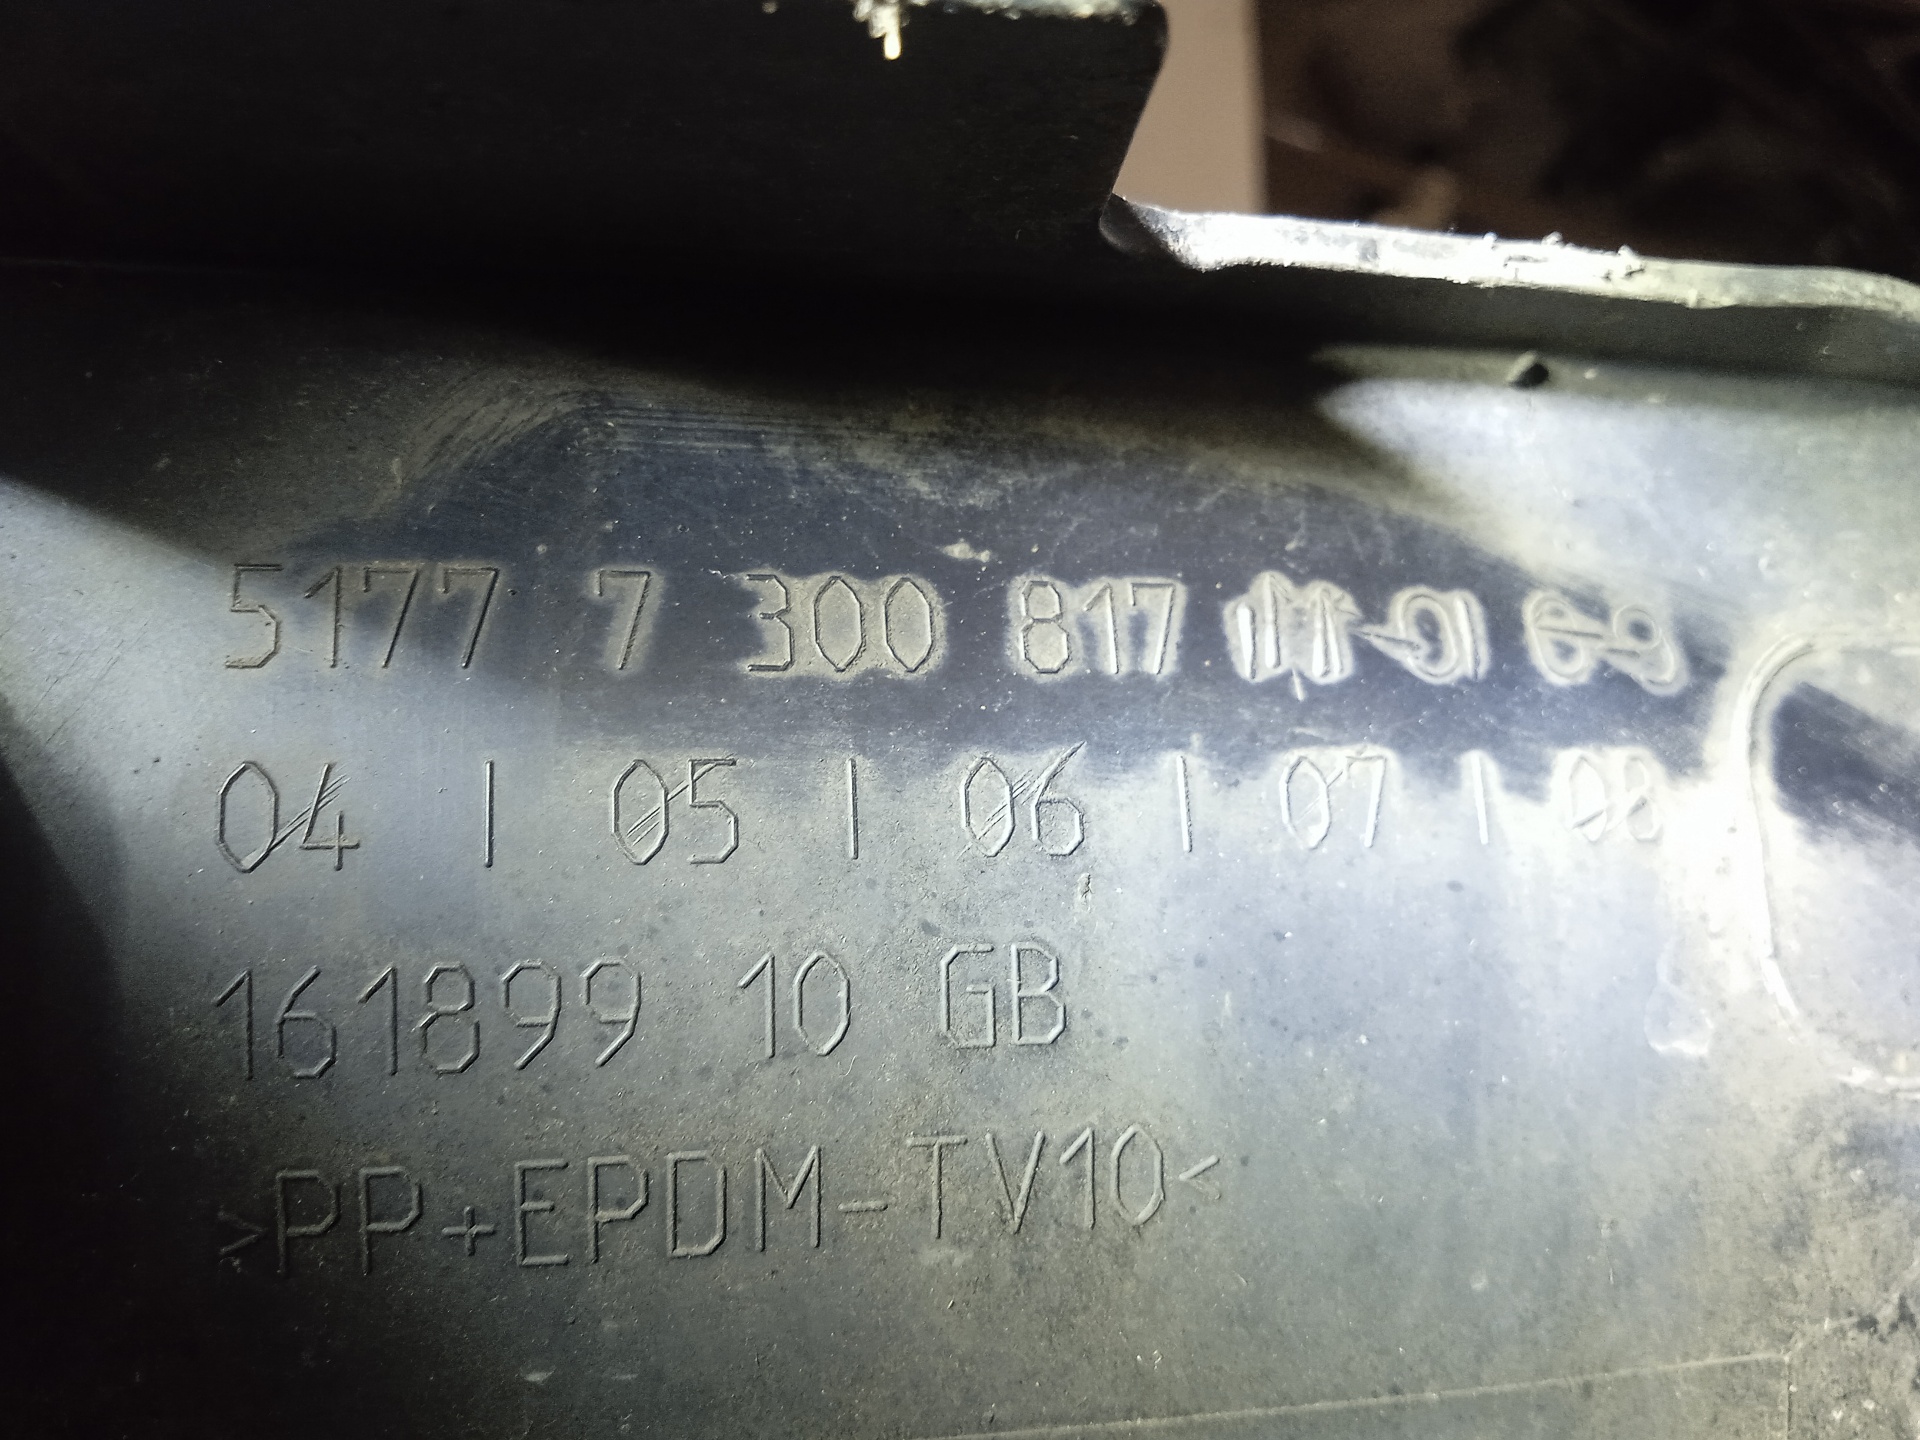 5177 7 300 817
04 | 05 | 06 | 07 | 08
161899 10 GB
>PP+EPDM-TV10<